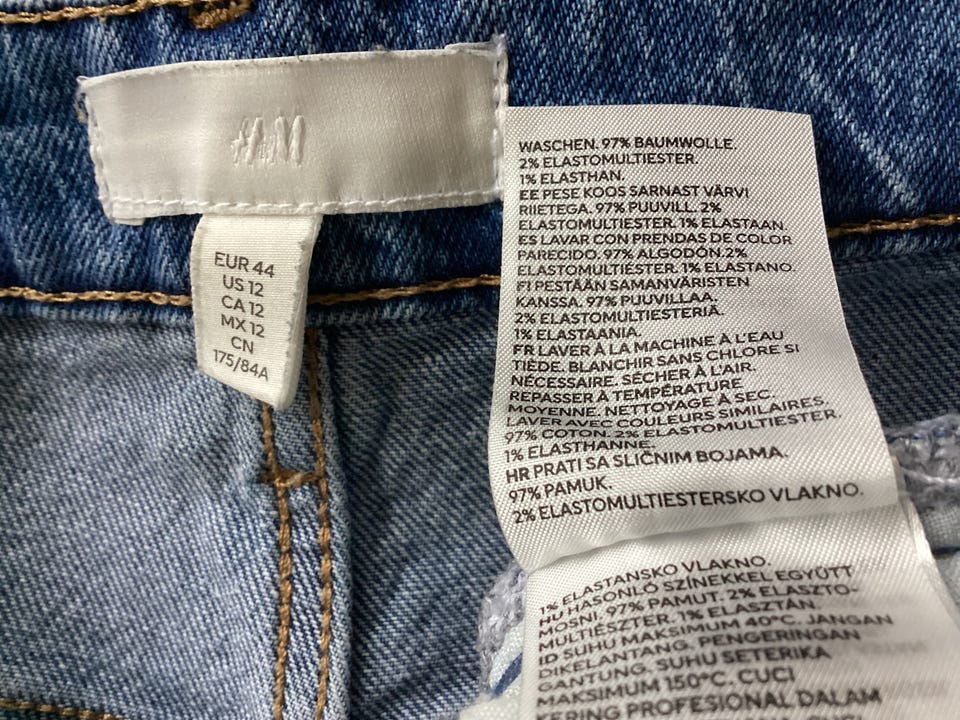 H&M
EUR 44
US 12
CA 12
MX 12
CN
175/84A
WASCHEN. 97% BAUMWOLLE.
2% ELASTOMULTIESTER.
1% ELASTHAN.
EE PESE KOOS SARNAST VÄRVI
RIIETEGA. 97% PUUVILL. 2%
ELASTOMULTIESTER. 1% ELASTAAN.
ES LAVAR CON PRENDAS DE COLOR
PARECIDO. 97% ALGODÓN.2%
ELASTOMULTIÉSTER. 1% ELASTANO.
FI PESTÄÄN SAMANVÄRISTEN
KANSSA. 97% PUUVILLAA.
2% ELASTOMULTIESTERIÄ.
1% ELASTAANIA.
FR LAVER À LA MACHINE À L'EAU
TIÈDE. BLANCHIR SANS CHLORE SI
NÉCESSAIRE. SÉCHER À L'AIR.
REPASSER À TEMPÉRATURE
MOYENNE. NETTOYAGE À SEC.
LAVER AVEC COULEURS SIMILAIRES.
97% COTON. 2% ELASTOMULTIESTER.
1% ELASTHANNE.
HR PRATI SA SLIČNIM BOJAMA.
97% PAMUK.
2% ELASTOMULTIESTERSKO VLAKNO.
1% ELASTANSKO VLAKNO.
HU HASONLÓ SZÍNEKKEL EGYÜTT
MOSNI. 97% PAMUT. 2% ELASZTO-
MULTIÉSZTER. 1% ELASZTÁN.
ID SUHU MAKSIMUM 40°C. JANGAN
DIKELANTANG. PENGERINGAN
GANTUNG. SUHU SETERIKA
MAKSIMUM 150°C. CUCI
KERING PROFESIONAL DALAM